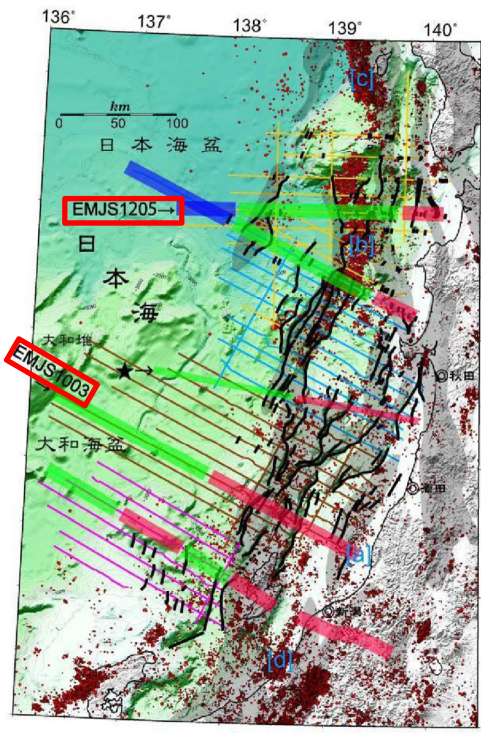 136° 137° 138° 139° 140°
[c]
km
0 50 100
日本海盆
EMJS1205→
[b]
日
本
海
大和堆
★→
EMJS1003
秋田
大和海盆
酒田
[a]
新潟
[d]